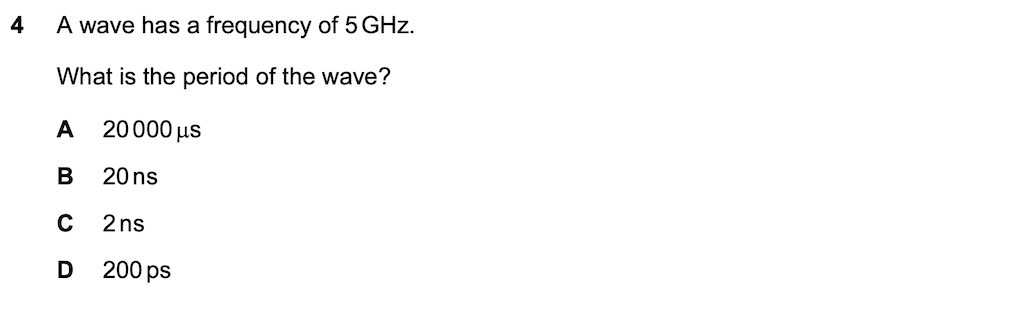 4 A wave has a frequency of 5 GHz.
What is the period of the wave?
A 20 000 μs
B 20 ns
C 2 ns
D 200 ps